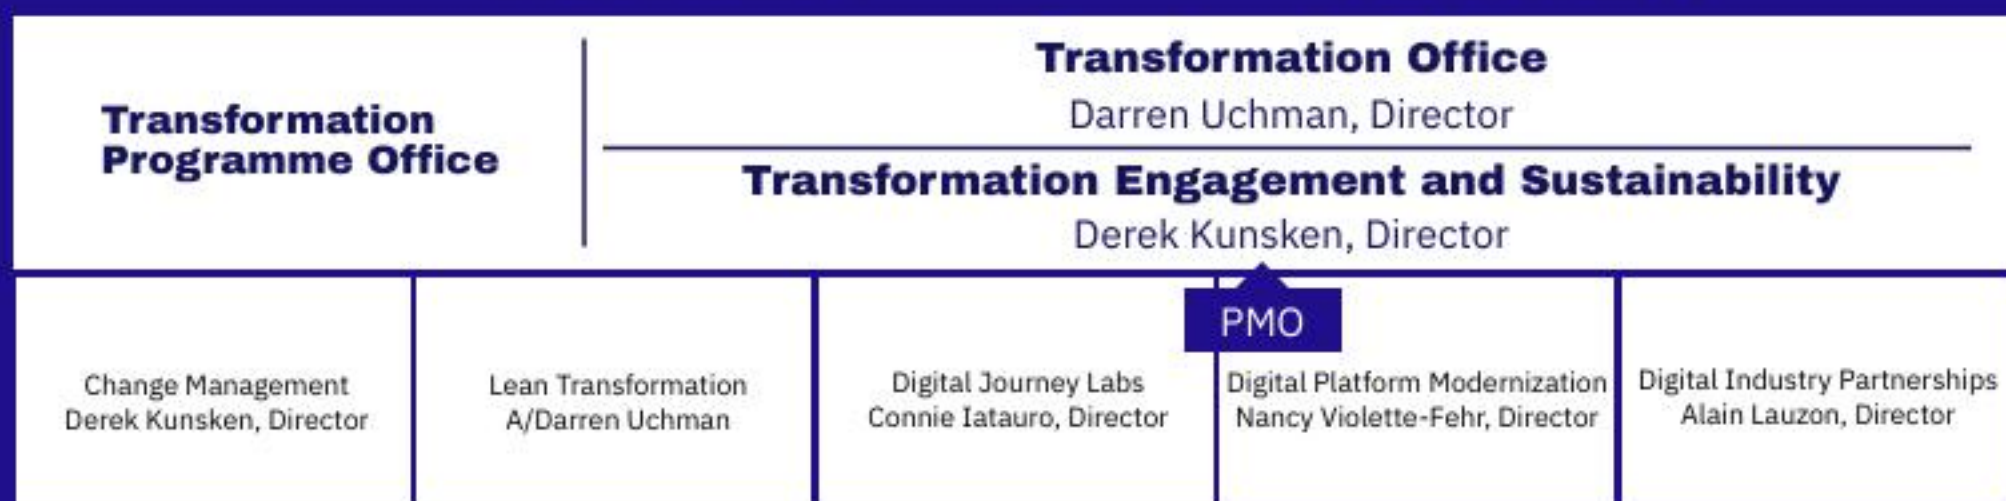 Transformation
Programme Office
Transformation Office
Darren Uchman, Director
Transformation Engagement and Sustainability
Derek Kunsken, Director
PMO
Change Management
Derek Kunsken, Director
Lean Transformation
A/Darren Uchman
Digital Journey Labs
Connie Iatauro, Director
Digital Platform Modernization
Nancy Violette-Fehr, Director
Digital Industry Partnerships
Alain Lauzon, Director